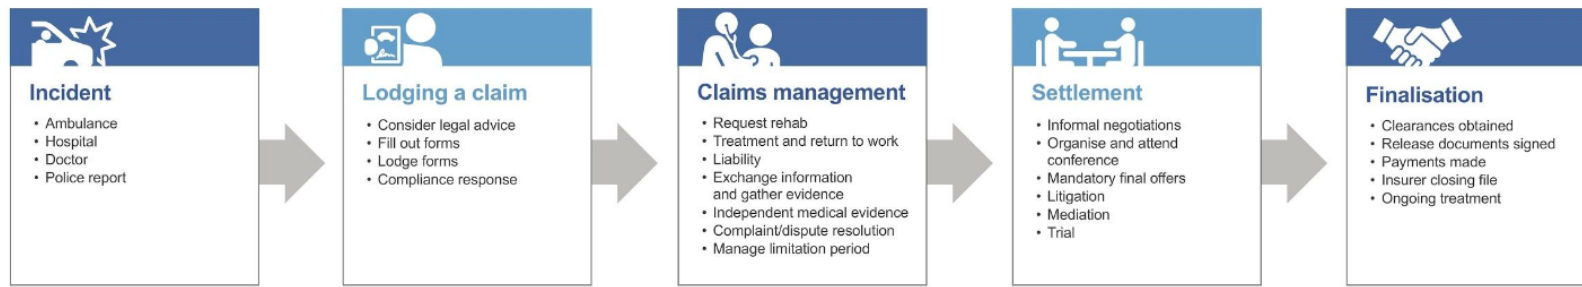 Incident
• Ambulance
• Hospital
• Doctor
• Police report
Lodging a claim
• Consider legal advice
• Fill out forms
• Lodge forms
• Compliance response
Claims management
• Request rehab
• Treatment and return to work
• Liability
• Exchange information
and gather evidence
• Independent medical evidence
• Complaint/dispute resolution
• Manage limitation period
Settlement
• Informal negotiations
• Organise and attend
conference
• Mandatory final offers
• Litigation
• Mediation
• Trial
Finalisation
• Clearances obtained
• Release documents signed
• Payments made
• Insurer closing file
• Ongoing treatment